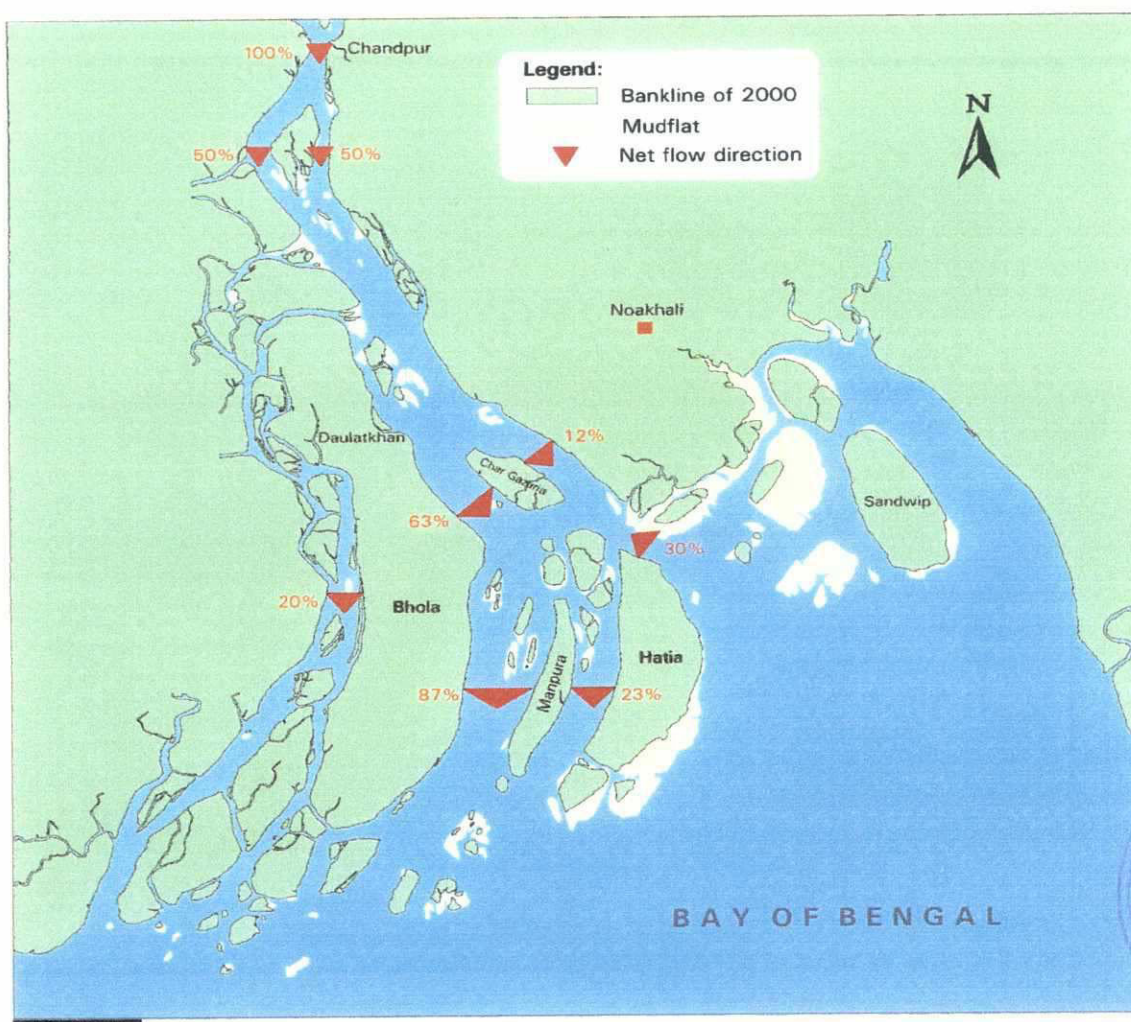 100%
Chandpur
Legend:
Bankline of 2000
Mudflat
Net flow direction
N
50%
50%
Noakhali
Daulatkhan
12%
Char Gazaria
63%
Sandwip
30%
20%
Bhola
Hatia
Manpura
87%
23%
BAY OF BENGAL